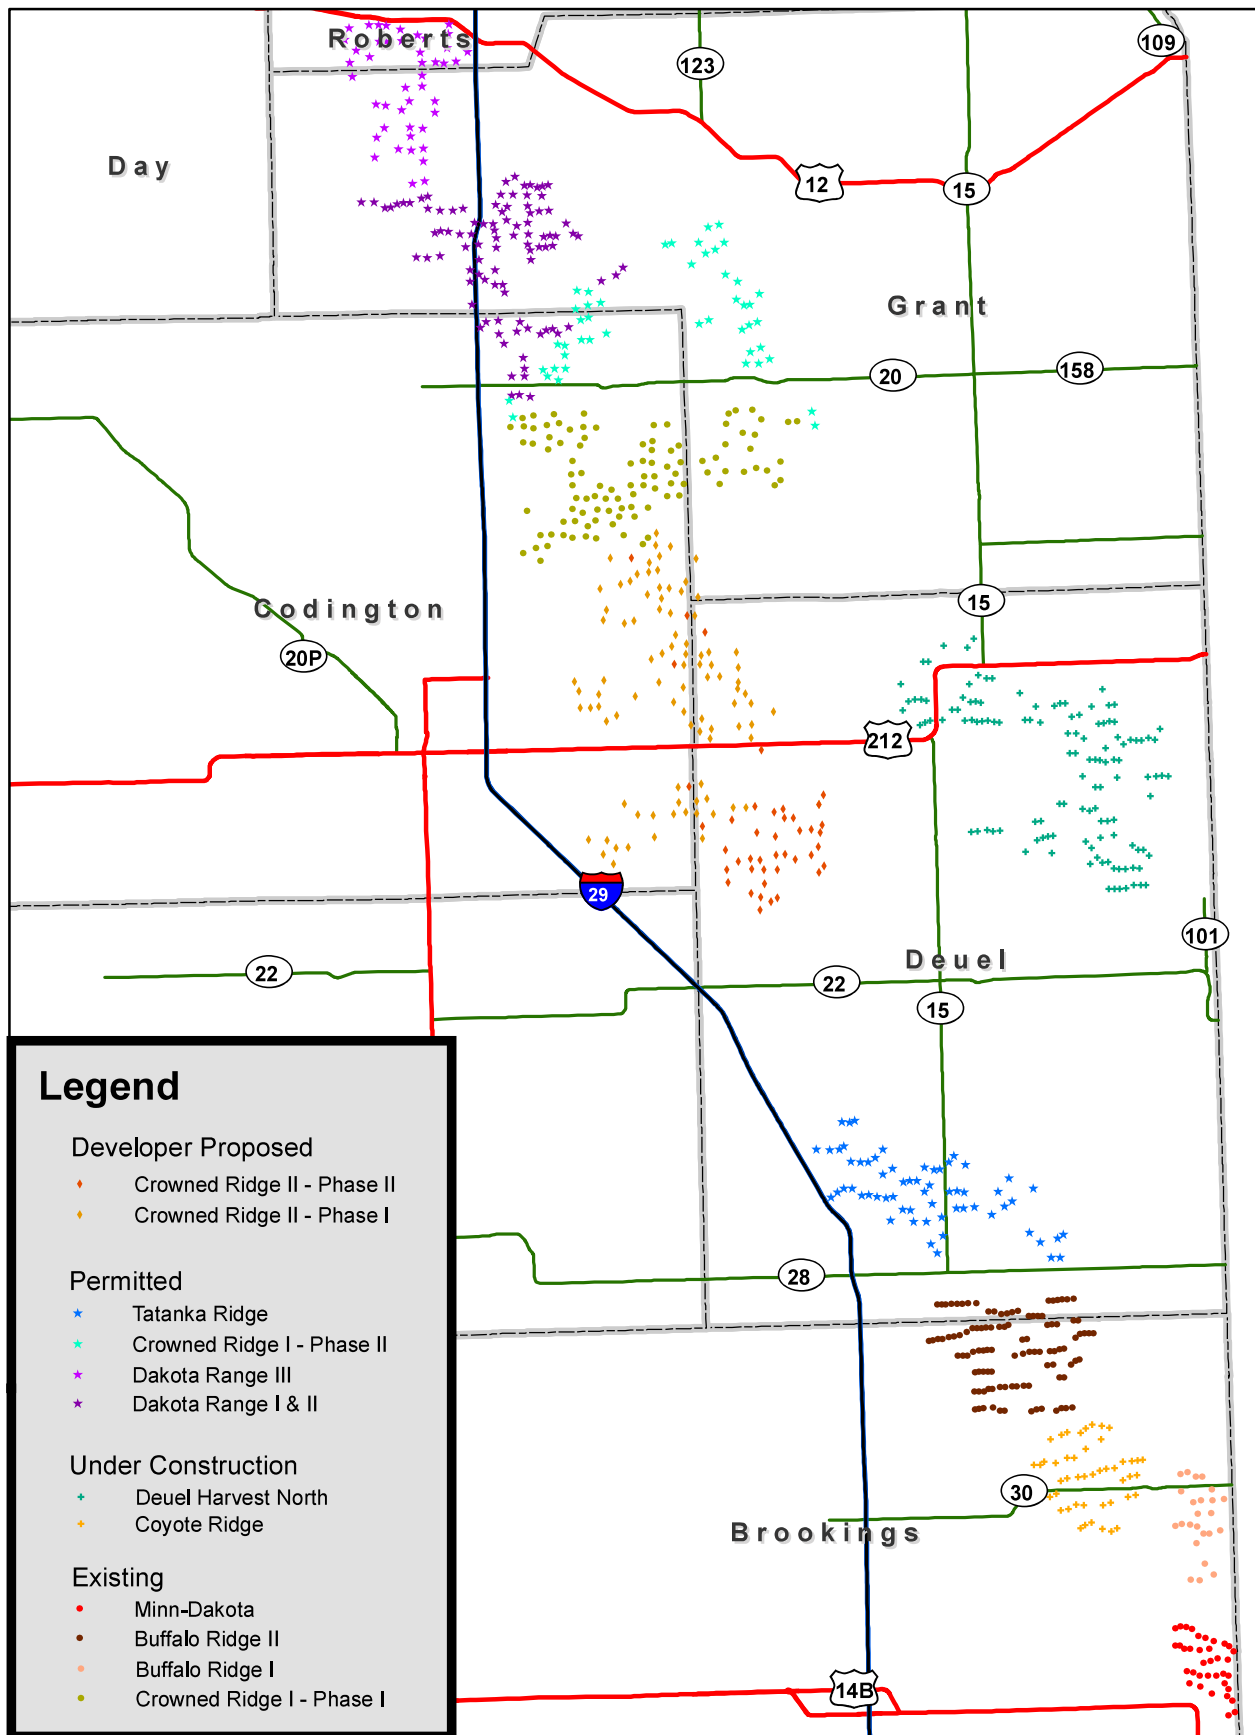 Roberts
109
123
Day
12
15
Grant
20
158
Codington
15
20P
212
29
101
22
Deuel
22
15
28
30
Brookings
14B
Legend
Developer Proposed
Crowned Ridge II - Phase II
Crowned Ridge II - Phase I
Permitted
Tatanka Ridge
Crowned Ridge I - Phase II
Dakota Range III
Dakota Range I & II
Under Construction
Deuel Harvest North
Coyote Ridge
Existing
Minn-Dakota
Buffalo Ridge II
Buffalo Ridge I
Crowned Ridge I - Phase I